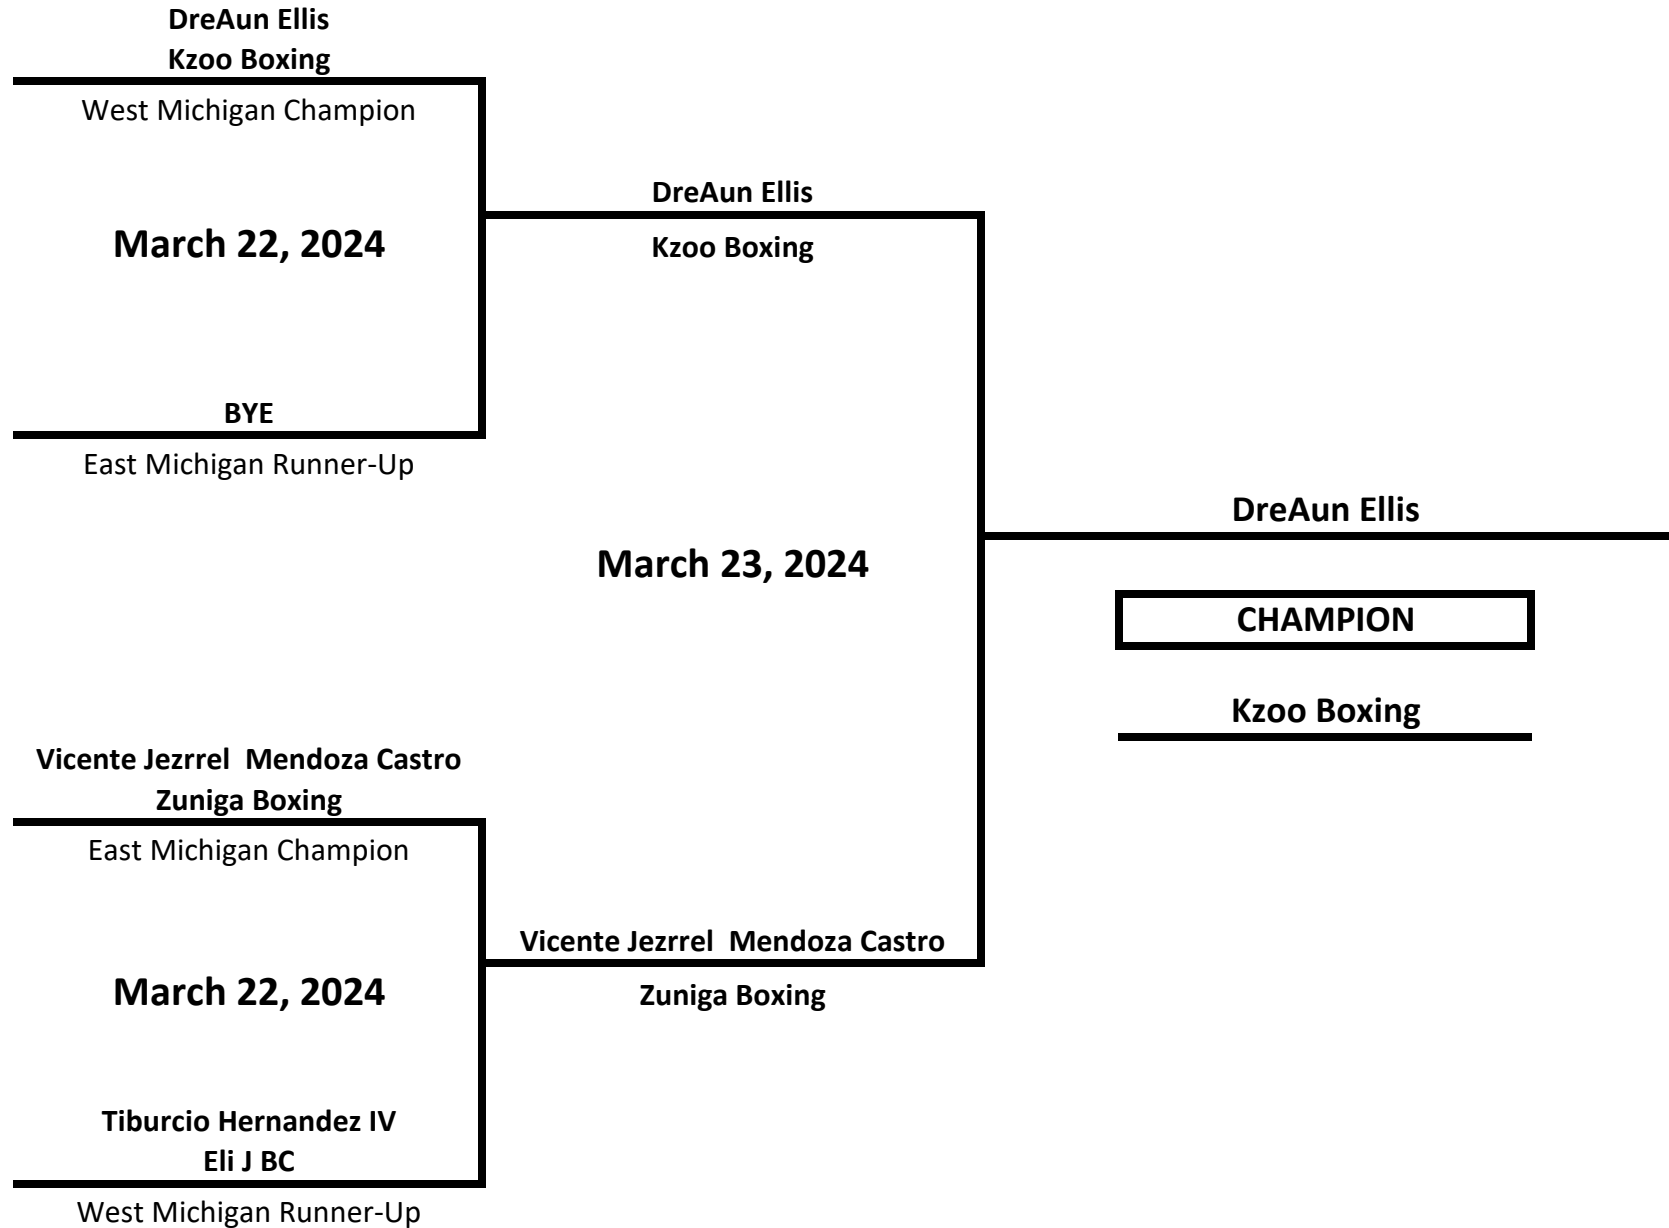 DreAun Ellis
Kzoo Boxing
West Michigan Champion
March 22, 2024
BYE
East Michigan Runner-Up
DreAun Ellis
Kzoo Boxing
March 23, 2024
Vicente Jezrrel  Mendoza Castro
Zuniga Boxing
East Michigan Champion
March 22, 2024
Tiburcio Hernandez IV
Eli J BC
West Michigan Runner-Up
Vicente Jezrrel  Mendoza Castro
Zuniga Boxing
DreAun Ellis
CHAMPION
Kzoo Boxing